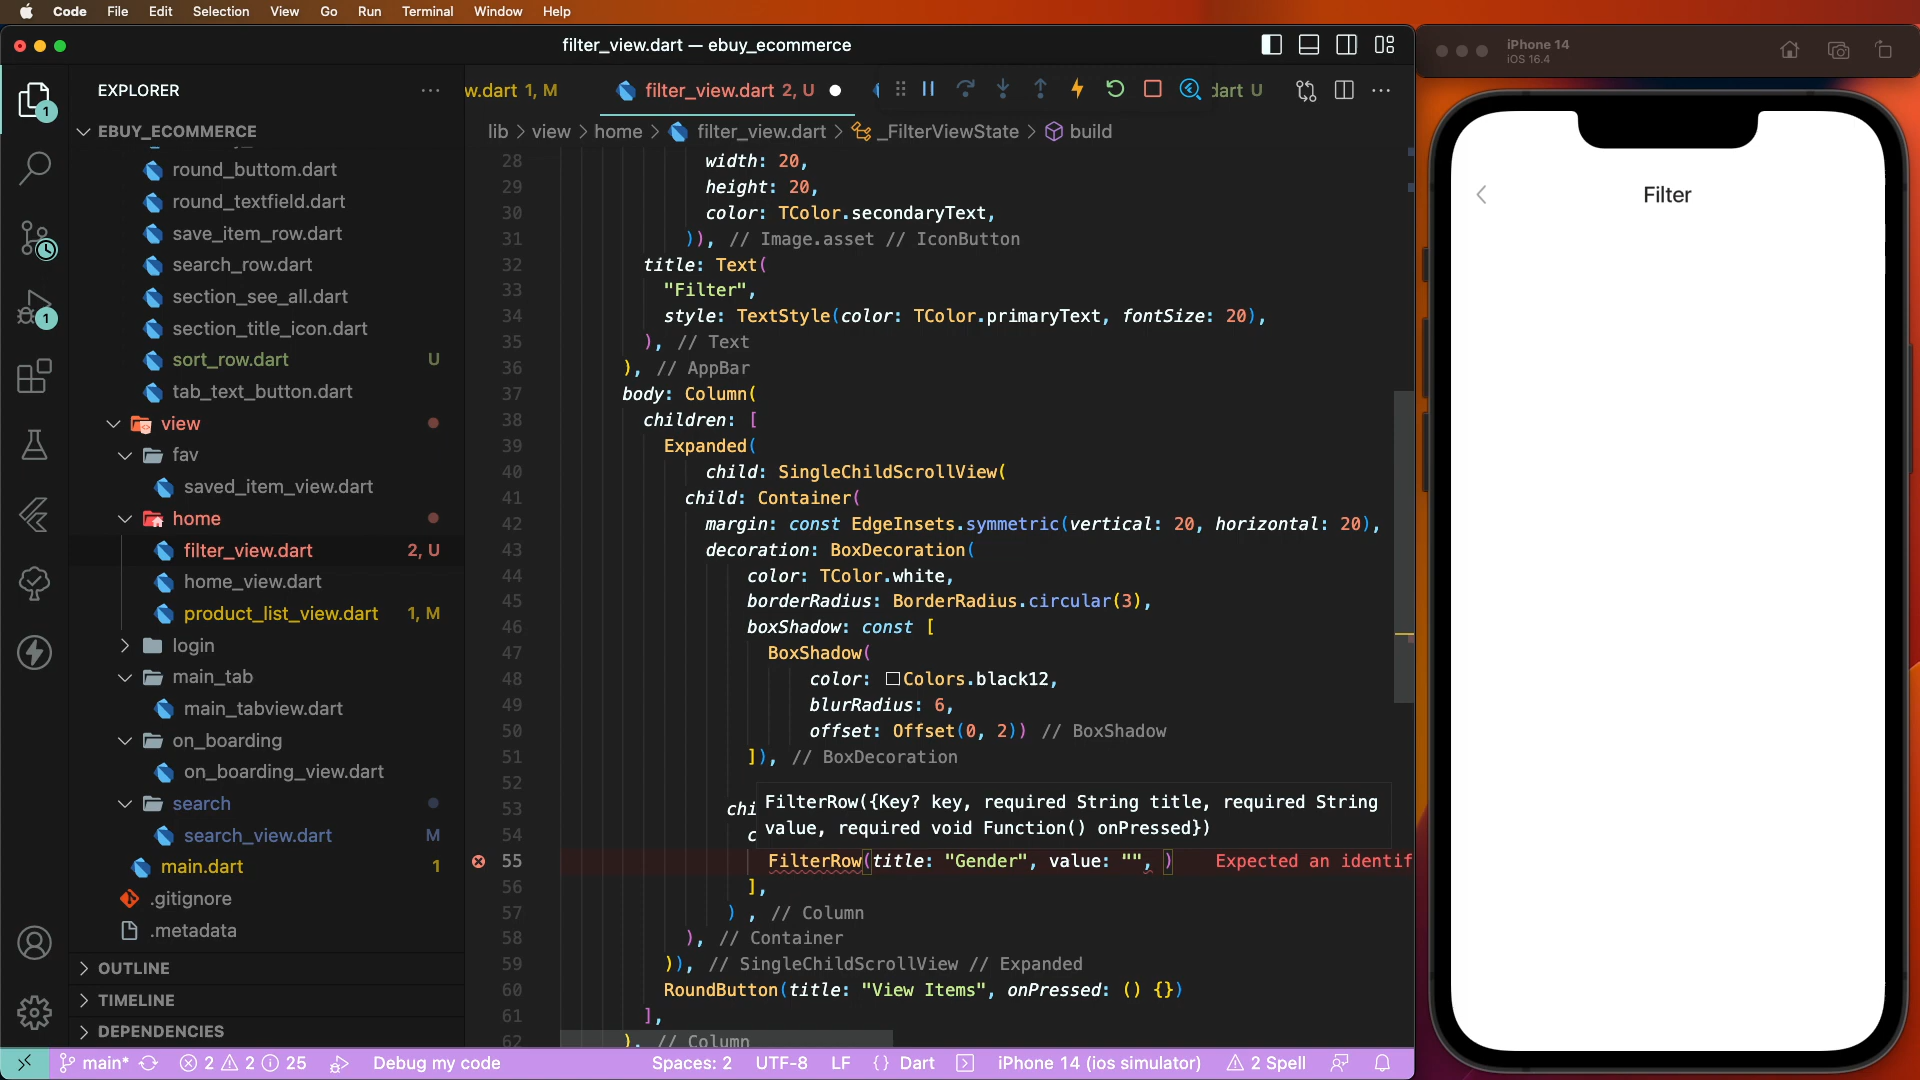 Code File Edit Selection View Go Run Terminal Window Help
filter_view.dart — ebuy_ecommerce
iPhone 14
iOS 16.4
EXPLORER
w.dart 1, M
filter_view.dart 2, U
dart U
EBUY_ECOMMERCE
lib > view > home > filter_view.dart > _FilterViewState > build
round_buttom.dart
round_textfield.dart
save_item_row.dart
search_row.dart
section_see_all.dart
section_title_icon.dart
sort_row.dart U
tab_text_button.dart
view
fav
saved_item_view.dart
home
filter_view.dart 2, U
home_view.dart
product_list_view.dart 1, M
login
main_tab
main_tabview.dart
on_boarding
on_boarding_view.dart
search
search_view.dart M
main.dart 1
.gitignore
.metadata
OUTLINE
TIMELINE
DEPENDENCIES
1
1
28 width: 20,
29 height: 20,
30 color: TColor.secondaryText,
31 )), // Image.asset // IconButton
32 title: Text(
33 "Filter",
34 style: TextStyle(color: TColor.primaryText, fontSize: 20),
35 ), // Text
36 ), // AppBar
37 body: Column(
38 children: [
39 Expanded(
40 child: SingleChildScrollView(
41 child: Container(
42 margin: const EdgeInsets.symmetric(vertical: 20, horizontal: 20),
43 decoration: BoxDecoration(
44 color: TColor.white,
45 borderRadius: BorderRadius.circular(3),
46 boxShadow: const [
47 BoxShadow(
48 color: Colors.black12,
49 blurRadius: 6,
50 offset: Offset(0, 2)) // BoxShadow
51 ]), // BoxDecoration
52
53 chi
54 c
FilterRow({Key? key, required String title, required String
value, required void Function() onPressed})
55 FilterRow(title: "Gender", value: "", ) Expected an identif
56 ],
57 ) , // Column
58 ), // Container
59 )), // SingleChildScrollView // Expanded
60 RoundButton(title: "View Items", onPressed: () {})
61 ],
62 ), // Column
Filter
main* 2 2 25 Debug my code Spaces: 2 UTF-8 LF {} Dart iPhone 14 (ios simulator) 2 Spell